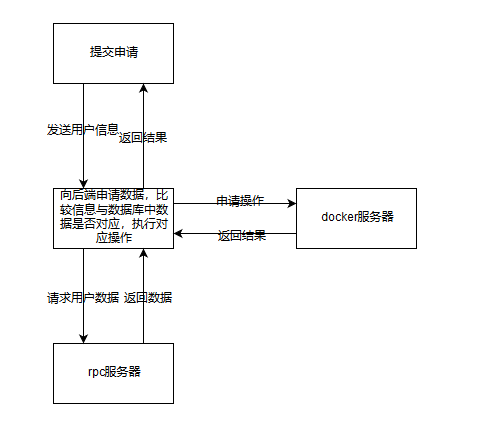 提交申请
发送用户信息
返回结果
向后端申请数据，比
较信息与数据库中数
据是否对应，执行对
应操作
申请操作
docker服务器
返回结果
请求用户数据
返回数据
rpc服务器